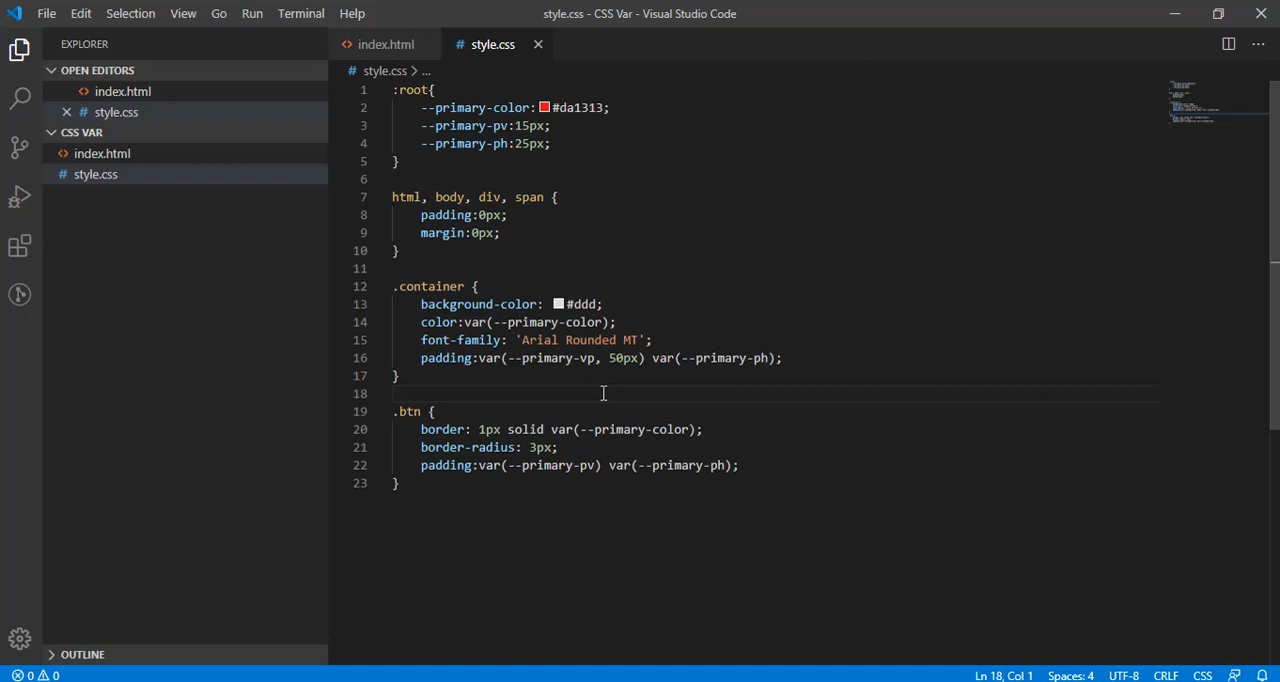 File Edit Selection View Go Run Terminal Help
style.css - CSS Var - Visual Studio Code
EXPLORER
OPEN EDITORS
index.html
style.css
CSS VAR
index.html
style.css
OUTLINE
index.html
style.css
style.css > ...
1 :root{
2 --primary-color: #da1313;
3 --primary-pv:15px;
4 --primary-ph:25px;
5 }
6
7 html, body, div, span {
8 padding:0px;
9 margin:0px;
10 }
11
12 .container {
13 background-color: #ddd;
14 color:var(--primary-color);
15 font-family: 'Arial Rounded MT';
16 padding:var(--primary-vp, 50px) var(--primary-ph);
17 }
18
19 .btn {
20 border: 1px solid var(--primary-color);
21 border-radius: 3px;
22 padding:var(--primary-pv) var(--primary-ph);
23 }
0 0
Ln 18, Col 1 Spaces: 4 UTF-8 CRLF CSS